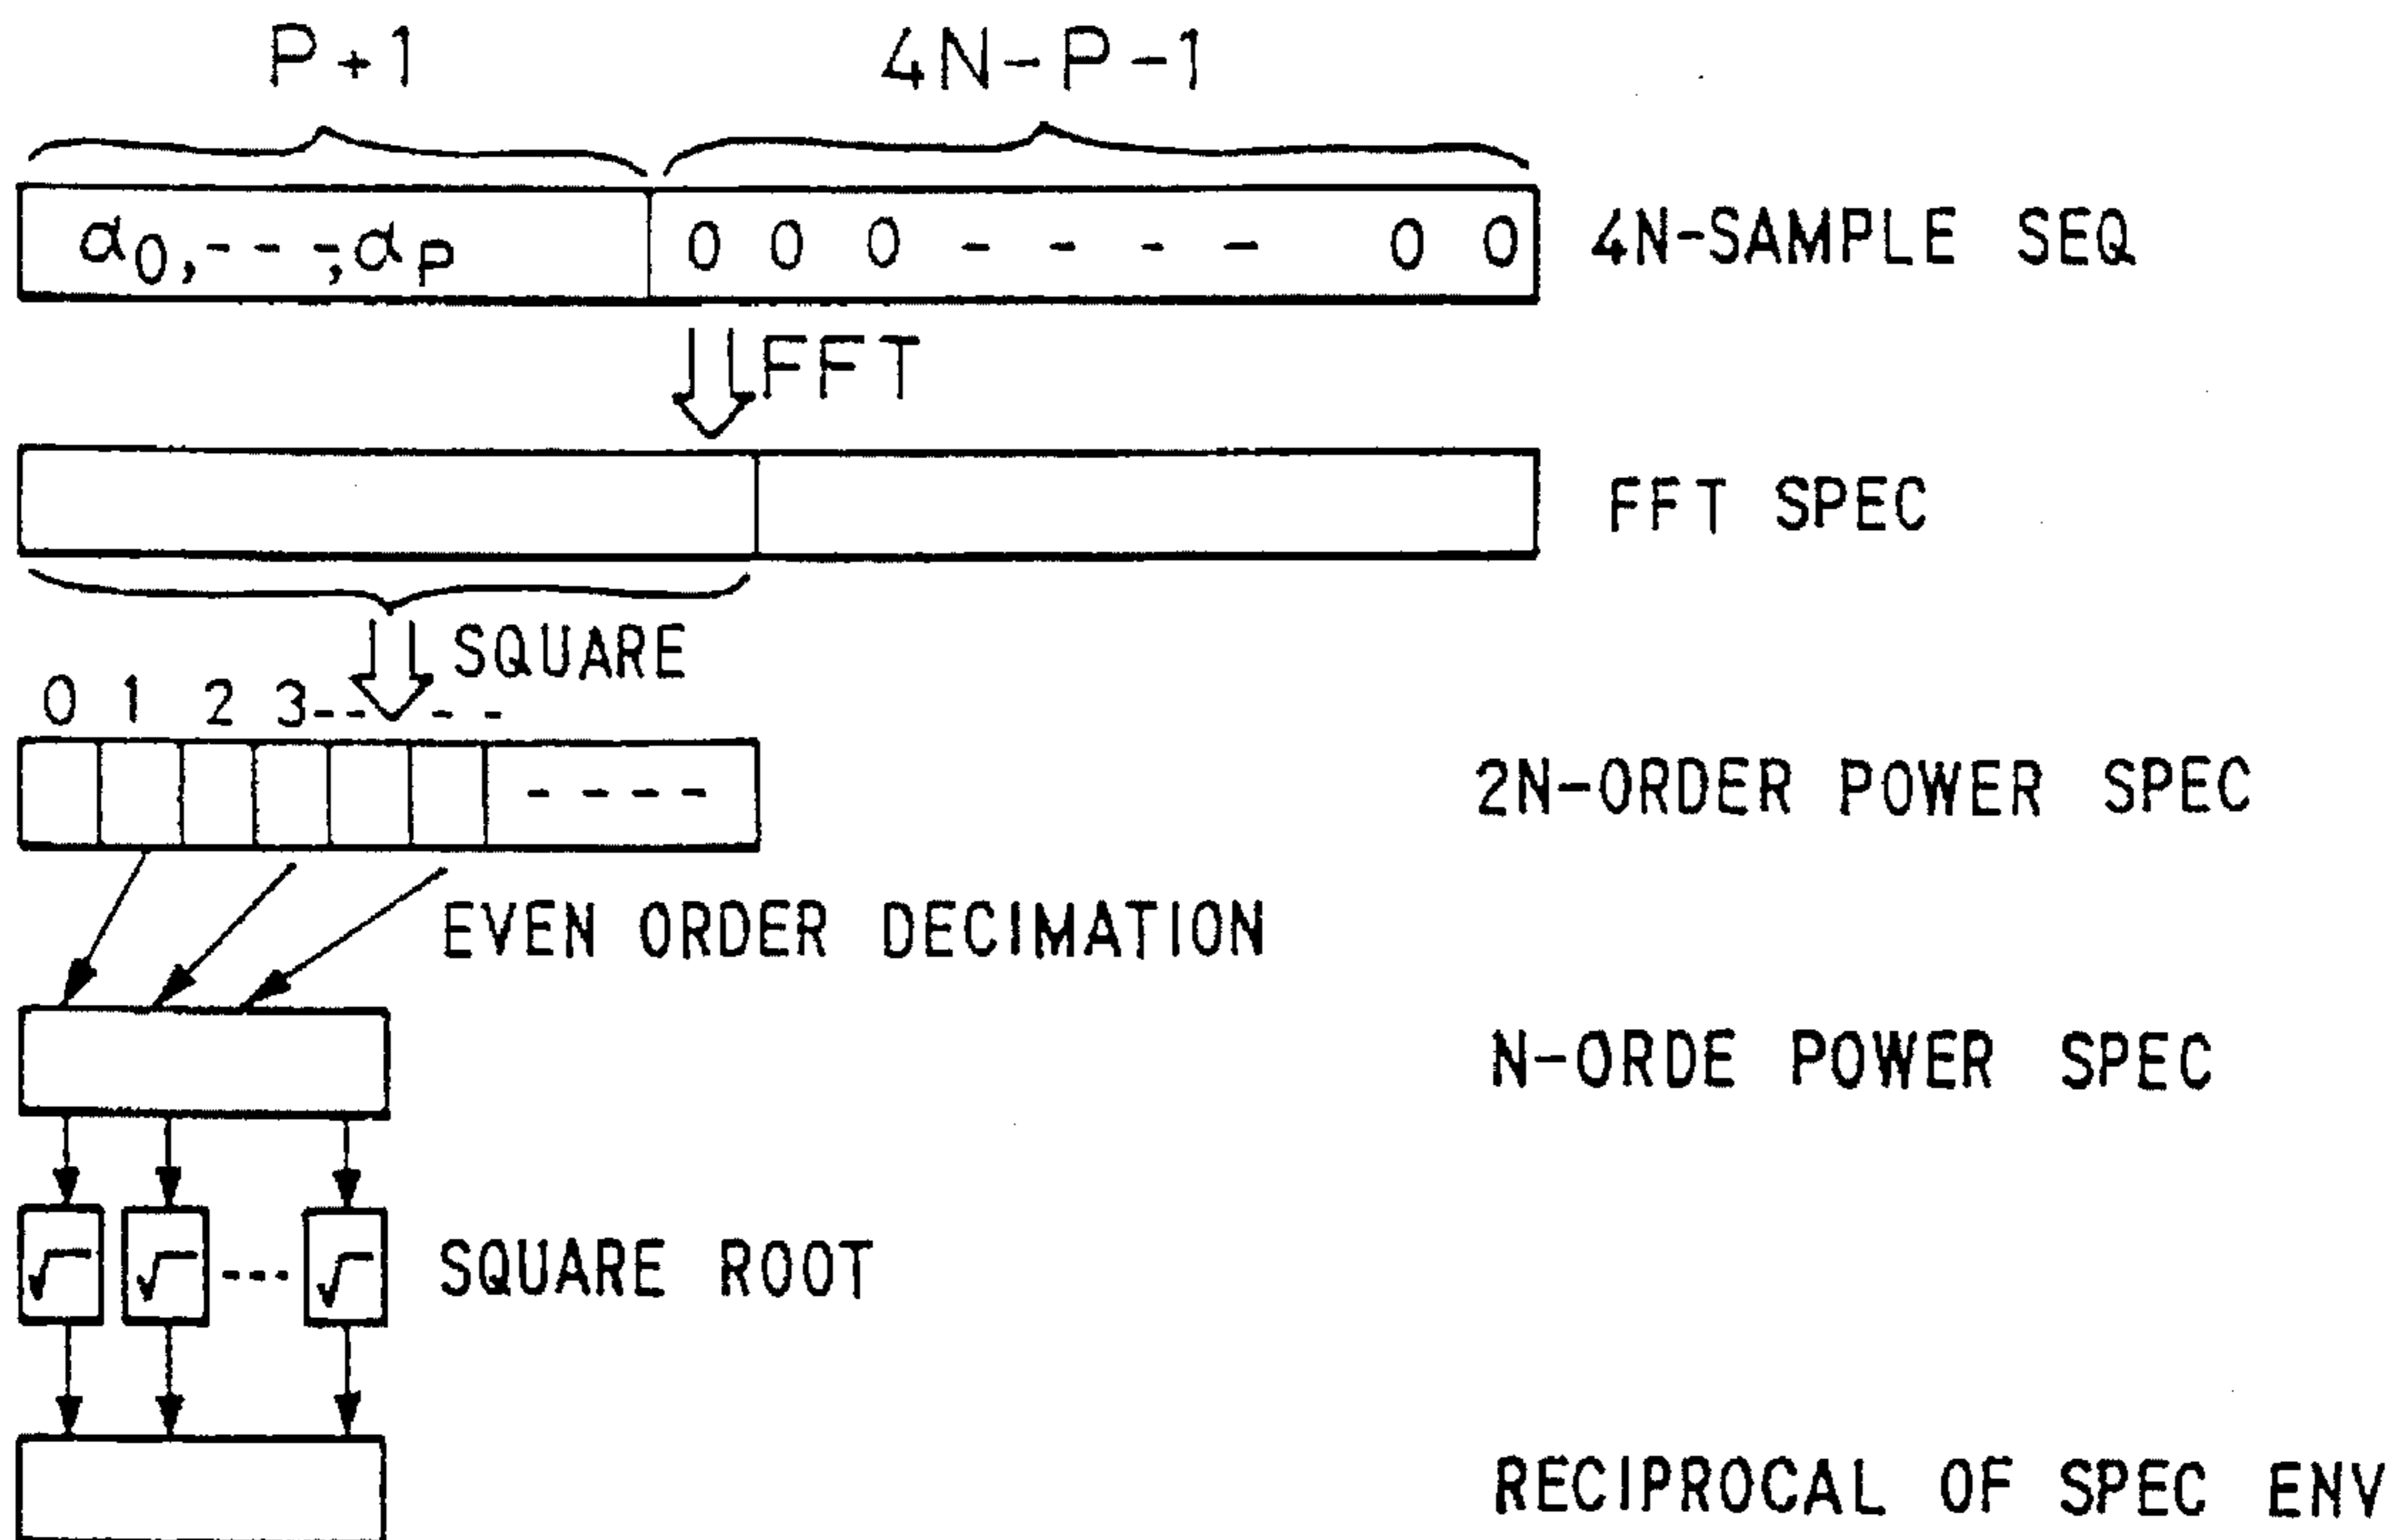 P+1 4N-P-1
α0,---,αP 0 0 0 ---- 0 0 4N-SAMPLE SEQ
FFT
FFT SPEC
SQUARE
0 1 2 3-- - -
---- 2N-ORDER POWER SPEC
EVEN ORDER DECIMATION
N-ORDE POWER SPEC
√ √ --- √ SQUARE ROOT
RECIPROCAL OF SPEC ENV